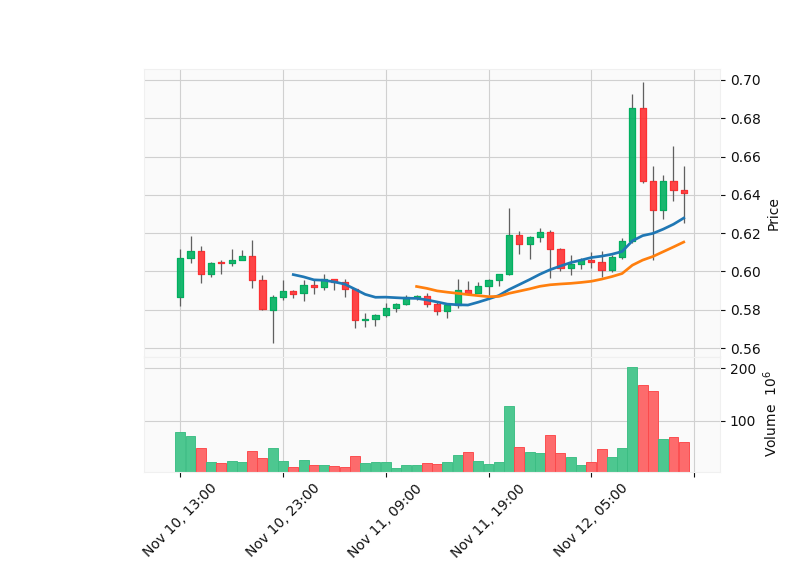 0.70
0.68
0.66
0.64
0.62
0.60
0.58
0.56
Price
200
100
Volume 10⁶
Nov 10, 13:00
Nov 10, 23:00
Nov 11, 09:00
Nov 11, 19:00
Nov 12, 05:00